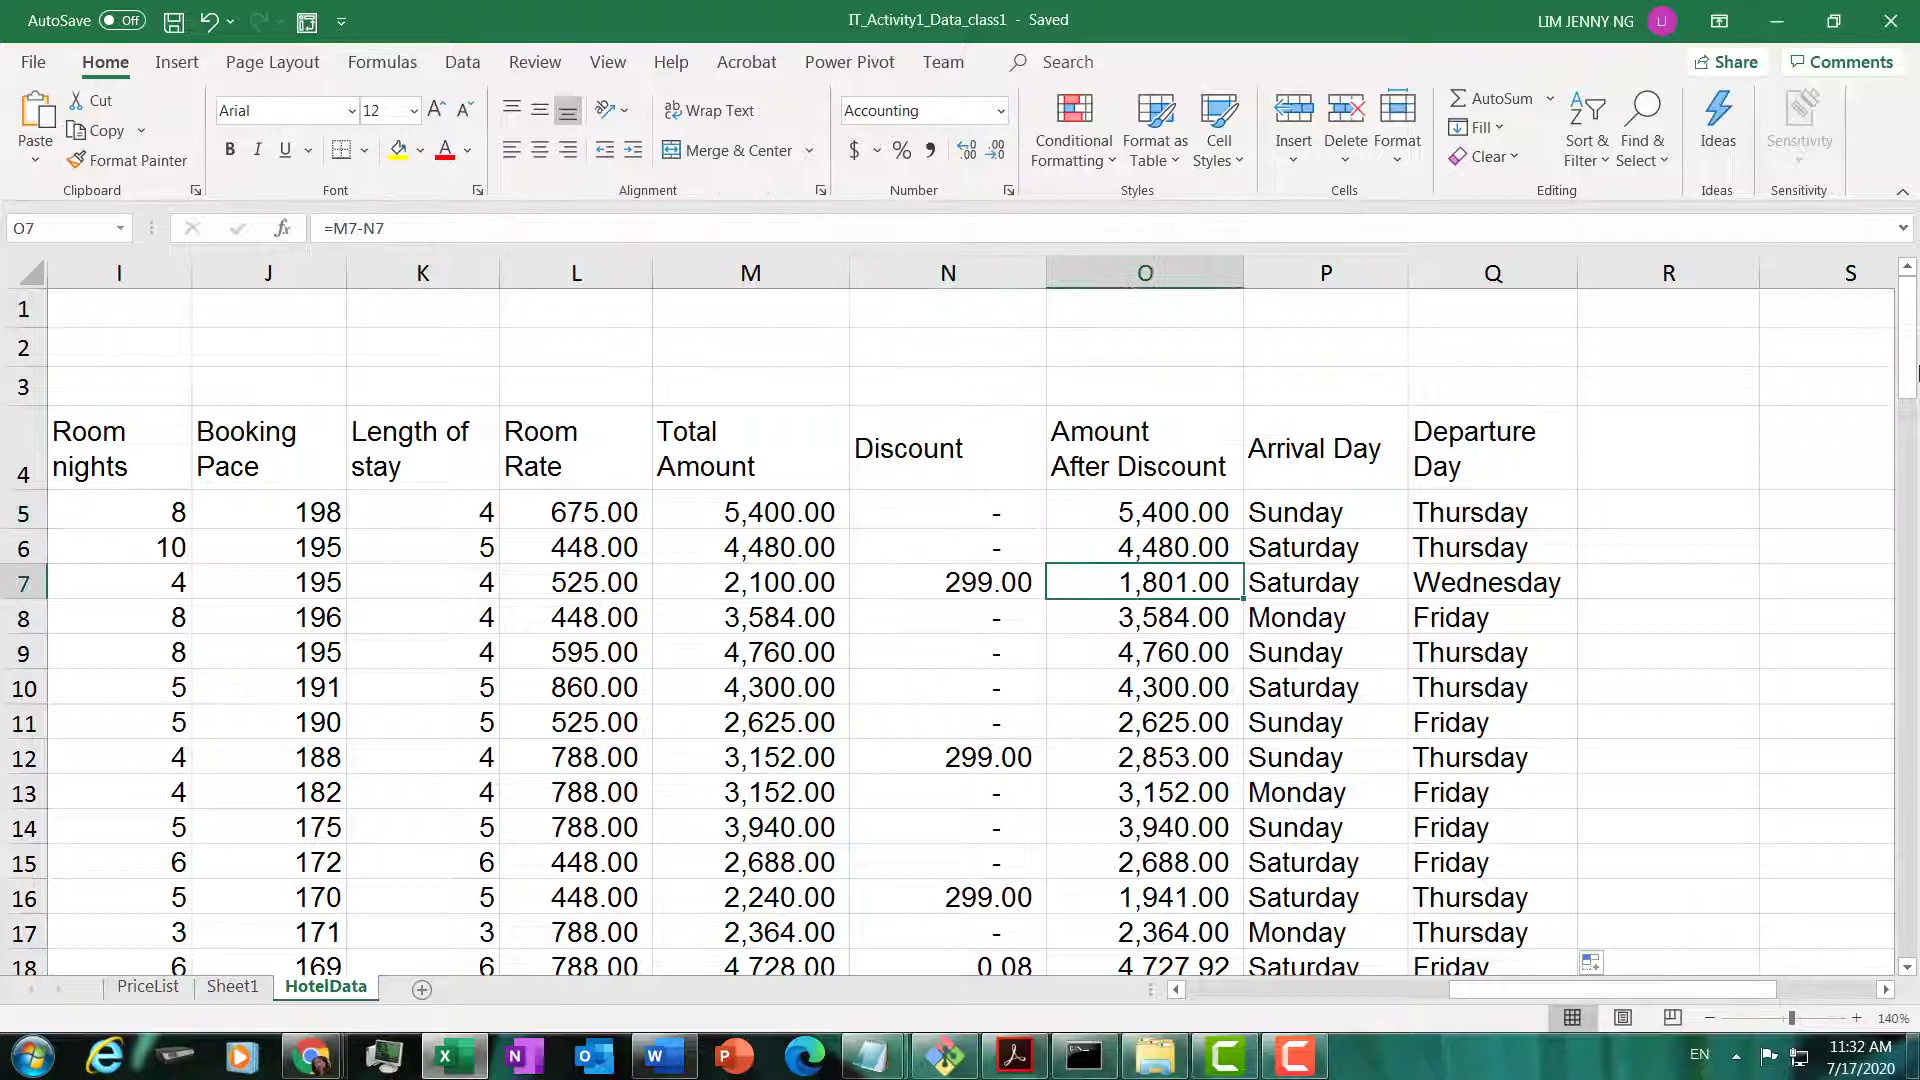 AutoSave Off IT_Activity1_Data_class1 - Saved LIM JENNY NG LJ
File Home Insert Page Layout Formulas Data Review View Help Acrobat Power Pivot Team Search Share Comments
Paste Cut Copy Format Painter Clipboard
Arial 12 B I U A Font
Wrap Text Merge & Center Alignment
Accounting $ % Number
Conditional Formatting Format as Table Cell Styles Styles
Insert Delete Format Cells
AutoSum Fill Clear Sort & Filter Find & Select Editing
Ideas Ideas
Sensitivity Sensitivity
O7 fx =M7-N7
I J K L M N O P Q R S
1
2
3
4 Room nights Booking Pace Length of stay Room Rate Total Amount Discount Amount After Discount Arrival Day Departure Day
5 8 198 4 675.00 5,400.00 - 5,400.00 Sunday Thursday
6 10 195 5 448.00 4,480.00 - 4,480.00 Saturday Thursday
7 4 195 4 525.00 2,100.00 299.00 1,801.00 Saturday Wednesday
8 8 196 4 448.00 3,584.00 - 3,584.00 Monday Friday
9 8 195 4 595.00 4,760.00 - 4,760.00 Sunday Thursday
10 5 191 5 860.00 4,300.00 - 4,300.00 Saturday Thursday
11 5 190 5 525.00 2,625.00 - 2,625.00 Sunday Friday
12 4 188 4 788.00 3,152.00 299.00 2,853.00 Sunday Thursday
13 4 182 4 788.00 3,152.00 - 3,152.00 Monday Friday
14 5 175 5 788.00 3,940.00 - 3,940.00 Sunday Friday
15 6 172 6 448.00 2,688.00 - 2,688.00 Saturday Friday
16 5 170 5 448.00 2,240.00 299.00 1,941.00 Saturday Thursday
17 3 171 3 788.00 2,364.00 - 2,364.00 Monday Thursday
18 6 169 6 788.00 4,728.00 0.08 4,727.92 Saturday Friday
PriceList Sheet1 HotelData
140%
EN 11:32 AM
7/17/2020